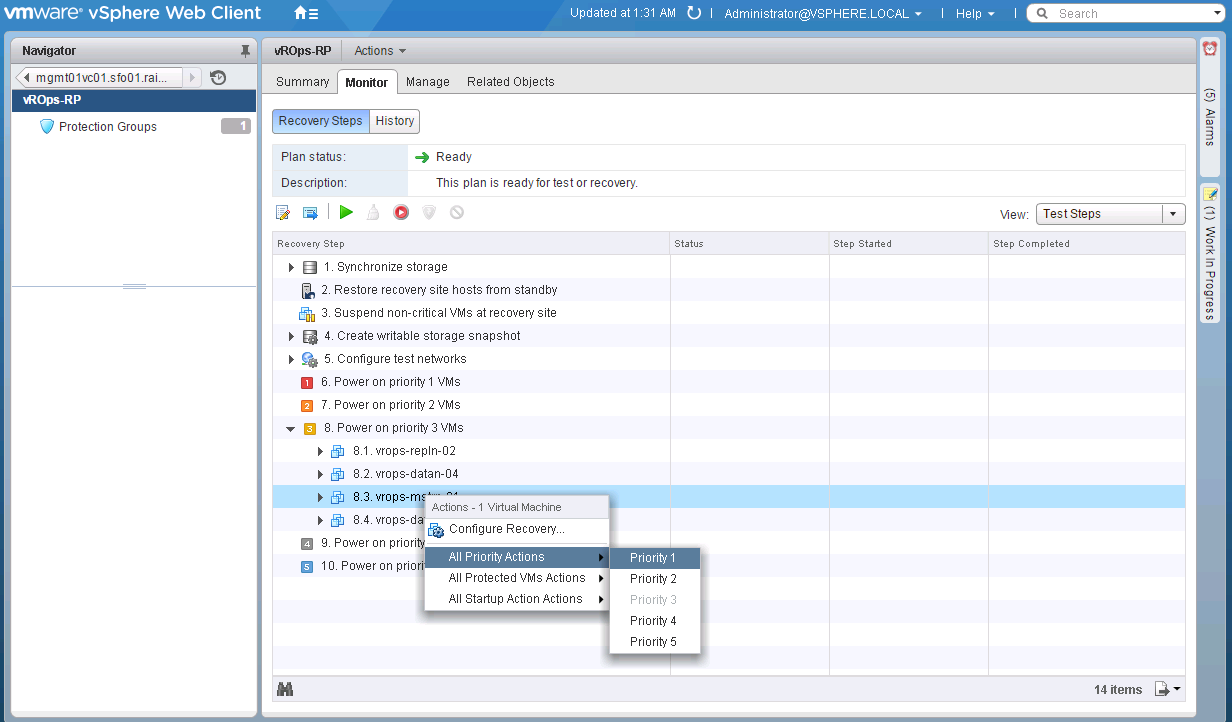 vmware® vSphere Web Client
Updated at 1:31 AM
Administrator@VSPHERE.LOCAL
Help
Search
Navigator
mgmt01vc01.sfo01.rai...
vROps-RP
Protection Groups
1
vROps-RP
Actions
Summary
Monitor
Manage
Related Objects
Recovery Steps
History
Plan status:
Ready
Description:
This plan is ready for test or recovery.
View:
Test Steps
Recovery Step
Status
Step Started
Step Completed
1. Synchronize storage
2. Restore recovery site hosts from standby
3. Suspend non-critical VMs at recovery site
4. Create writable storage snapshot
5. Configure test networks
1 6. Power on priority 1 VMs
2 7. Power on priority 2 VMs
3 8. Power on priority 3 VMs
8.1. vrops-repln-02
8.2. vrops-datan-04
8.3. vrops-mstrn-01
8.4. vrops-da
4 9. Power on priority
5 10. Power on priori
Actions - 1 Virtual Machine
Configure Recovery...
All Priority Actions
All Protected VMs Actions
All Startup Action Actions
Priority 1
Priority 2
Priority 3
Priority 4
Priority 5
14 items
(5) Alarms
(1) Work In Progress